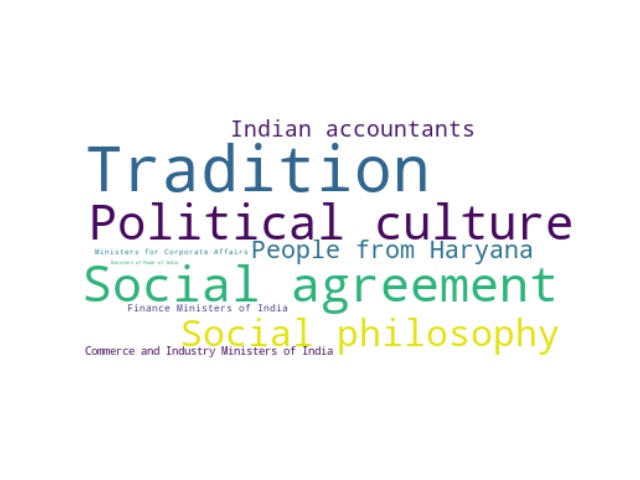 Indian accountants
Tradition
Political culture
People from Haryana
Ministers for Corporate Affairs
Ministers of Power of India
Social agreement
Finance Ministers of India
Social philosophy
Commerce and Industry Ministers of India